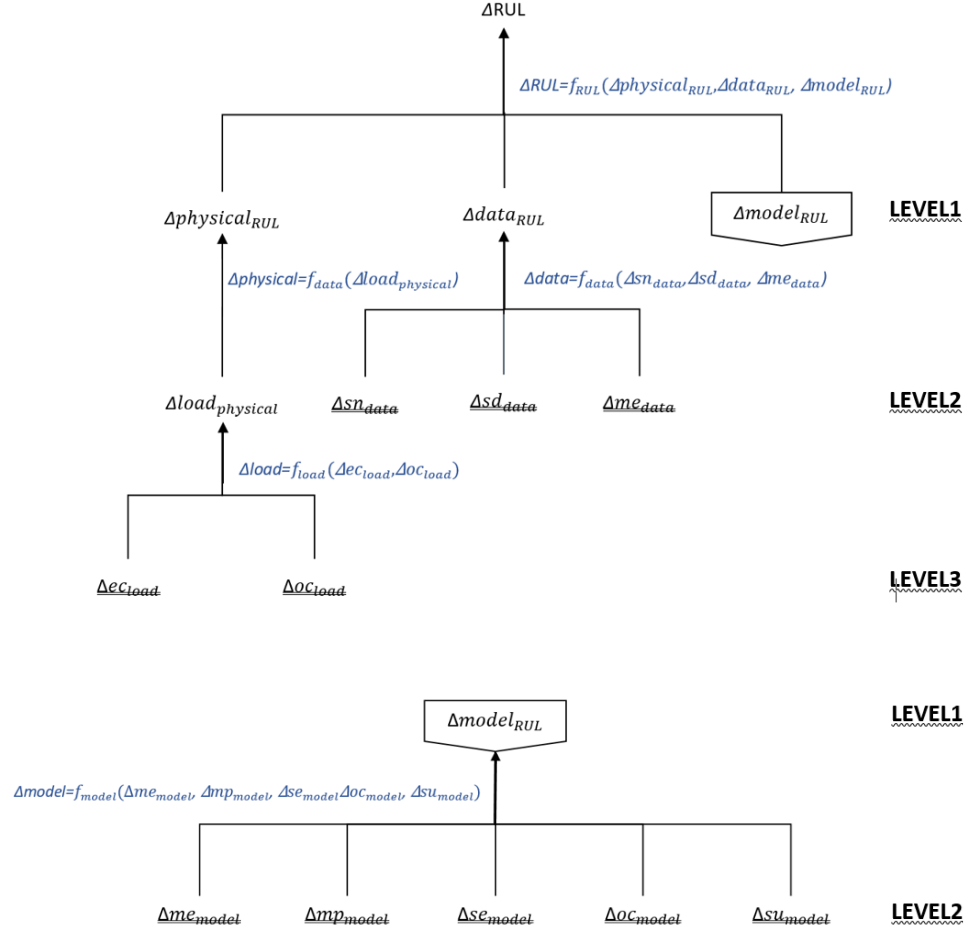 ΔRUL
ΔRUL=f_RUL(Δphysical_RUL,Δdata_RUL, Δmodel_RUL)
Δphysical_RUL Δdata_RUL Δmodel_RUL LEVEL1
Δphysical=f_data(Δload_physical) Δdata=f_data(Δsn_data,Δsd_data, Δme_data)
Δload_physical Δsn_data Δsd_data Δme_data LEVEL2
Δload=f_load(Δec_load,Δoc_load)
Δec_load Δoc_load LEVEL3
Δmodel_RUL LEVEL1
Δmodel=f_model(Δme_model, Δmp_model, Δse_model Δoc_model, Δsu_model)
Δme_model Δmp_model Δse_model Δoc_model Δsu_model LEVEL2